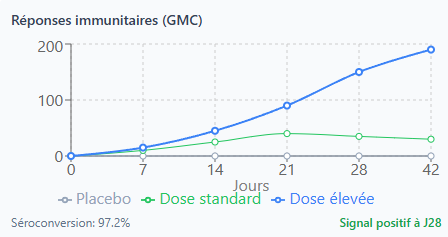 Réponses immunitaires (GMC)
200
100
0
0 7 14 21 28 42
Jours
Placebo Dose standard Dose élevée
Séroconversion: 97.2% Signal positif à J28